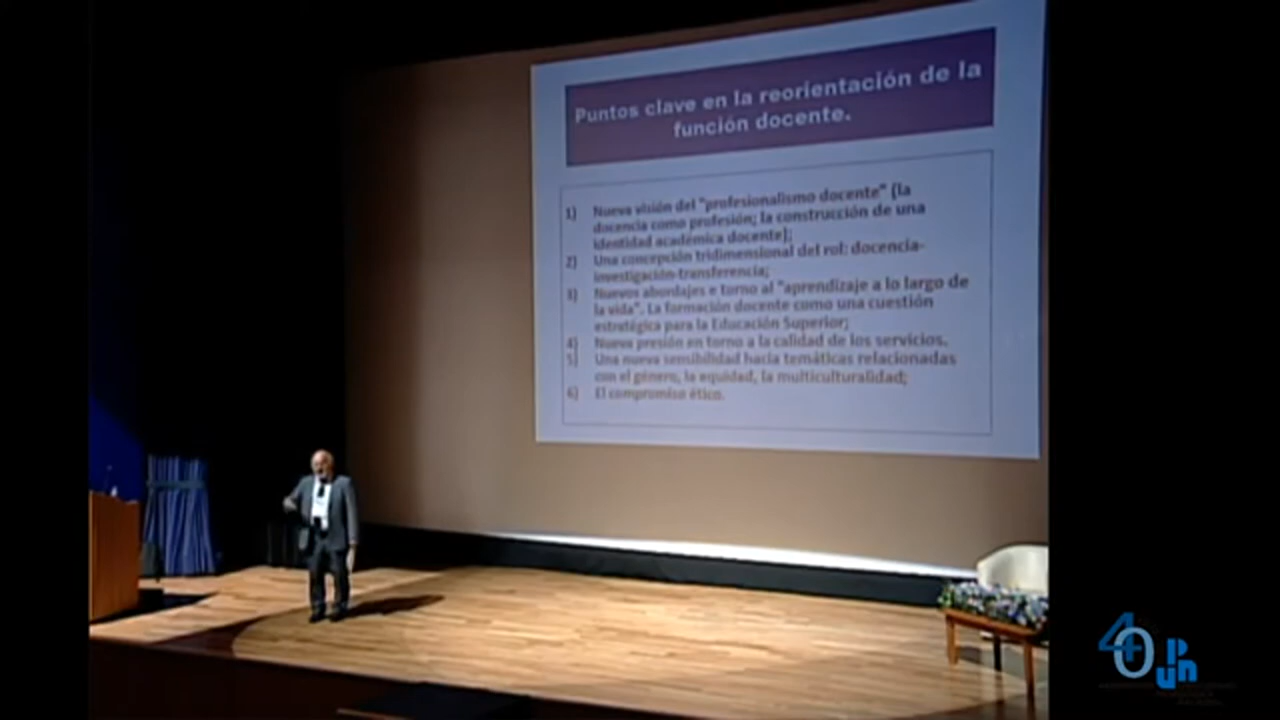 Puntos clave en la reorientación de la
función docente.
1) Nueva visión del "profesionalismo docente" (la
docencia como profesión; la construcción de una
identidad académica docente);
2) Una concepción tridimensional del rol: docencia-
investigación-transferencia;
3) Nuevos abordajes e torno al "aprendizaje a lo largo de
la vida". La formación docente como una cuestión
estratégica para la Educación Superior;
4) Nueva presión en torno a la calidad de los servicios.
5) Una nueva sensibilidad hacia temáticas relacionadas
con el género, la equidad, la multiculturalidad;
6) El compromiso ético.
40 upn